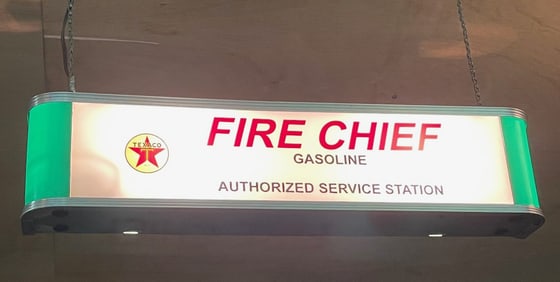 TEXACO
T
FIRE CHIEF
GASOLINE
AUTHORIZED SERVICE STATION